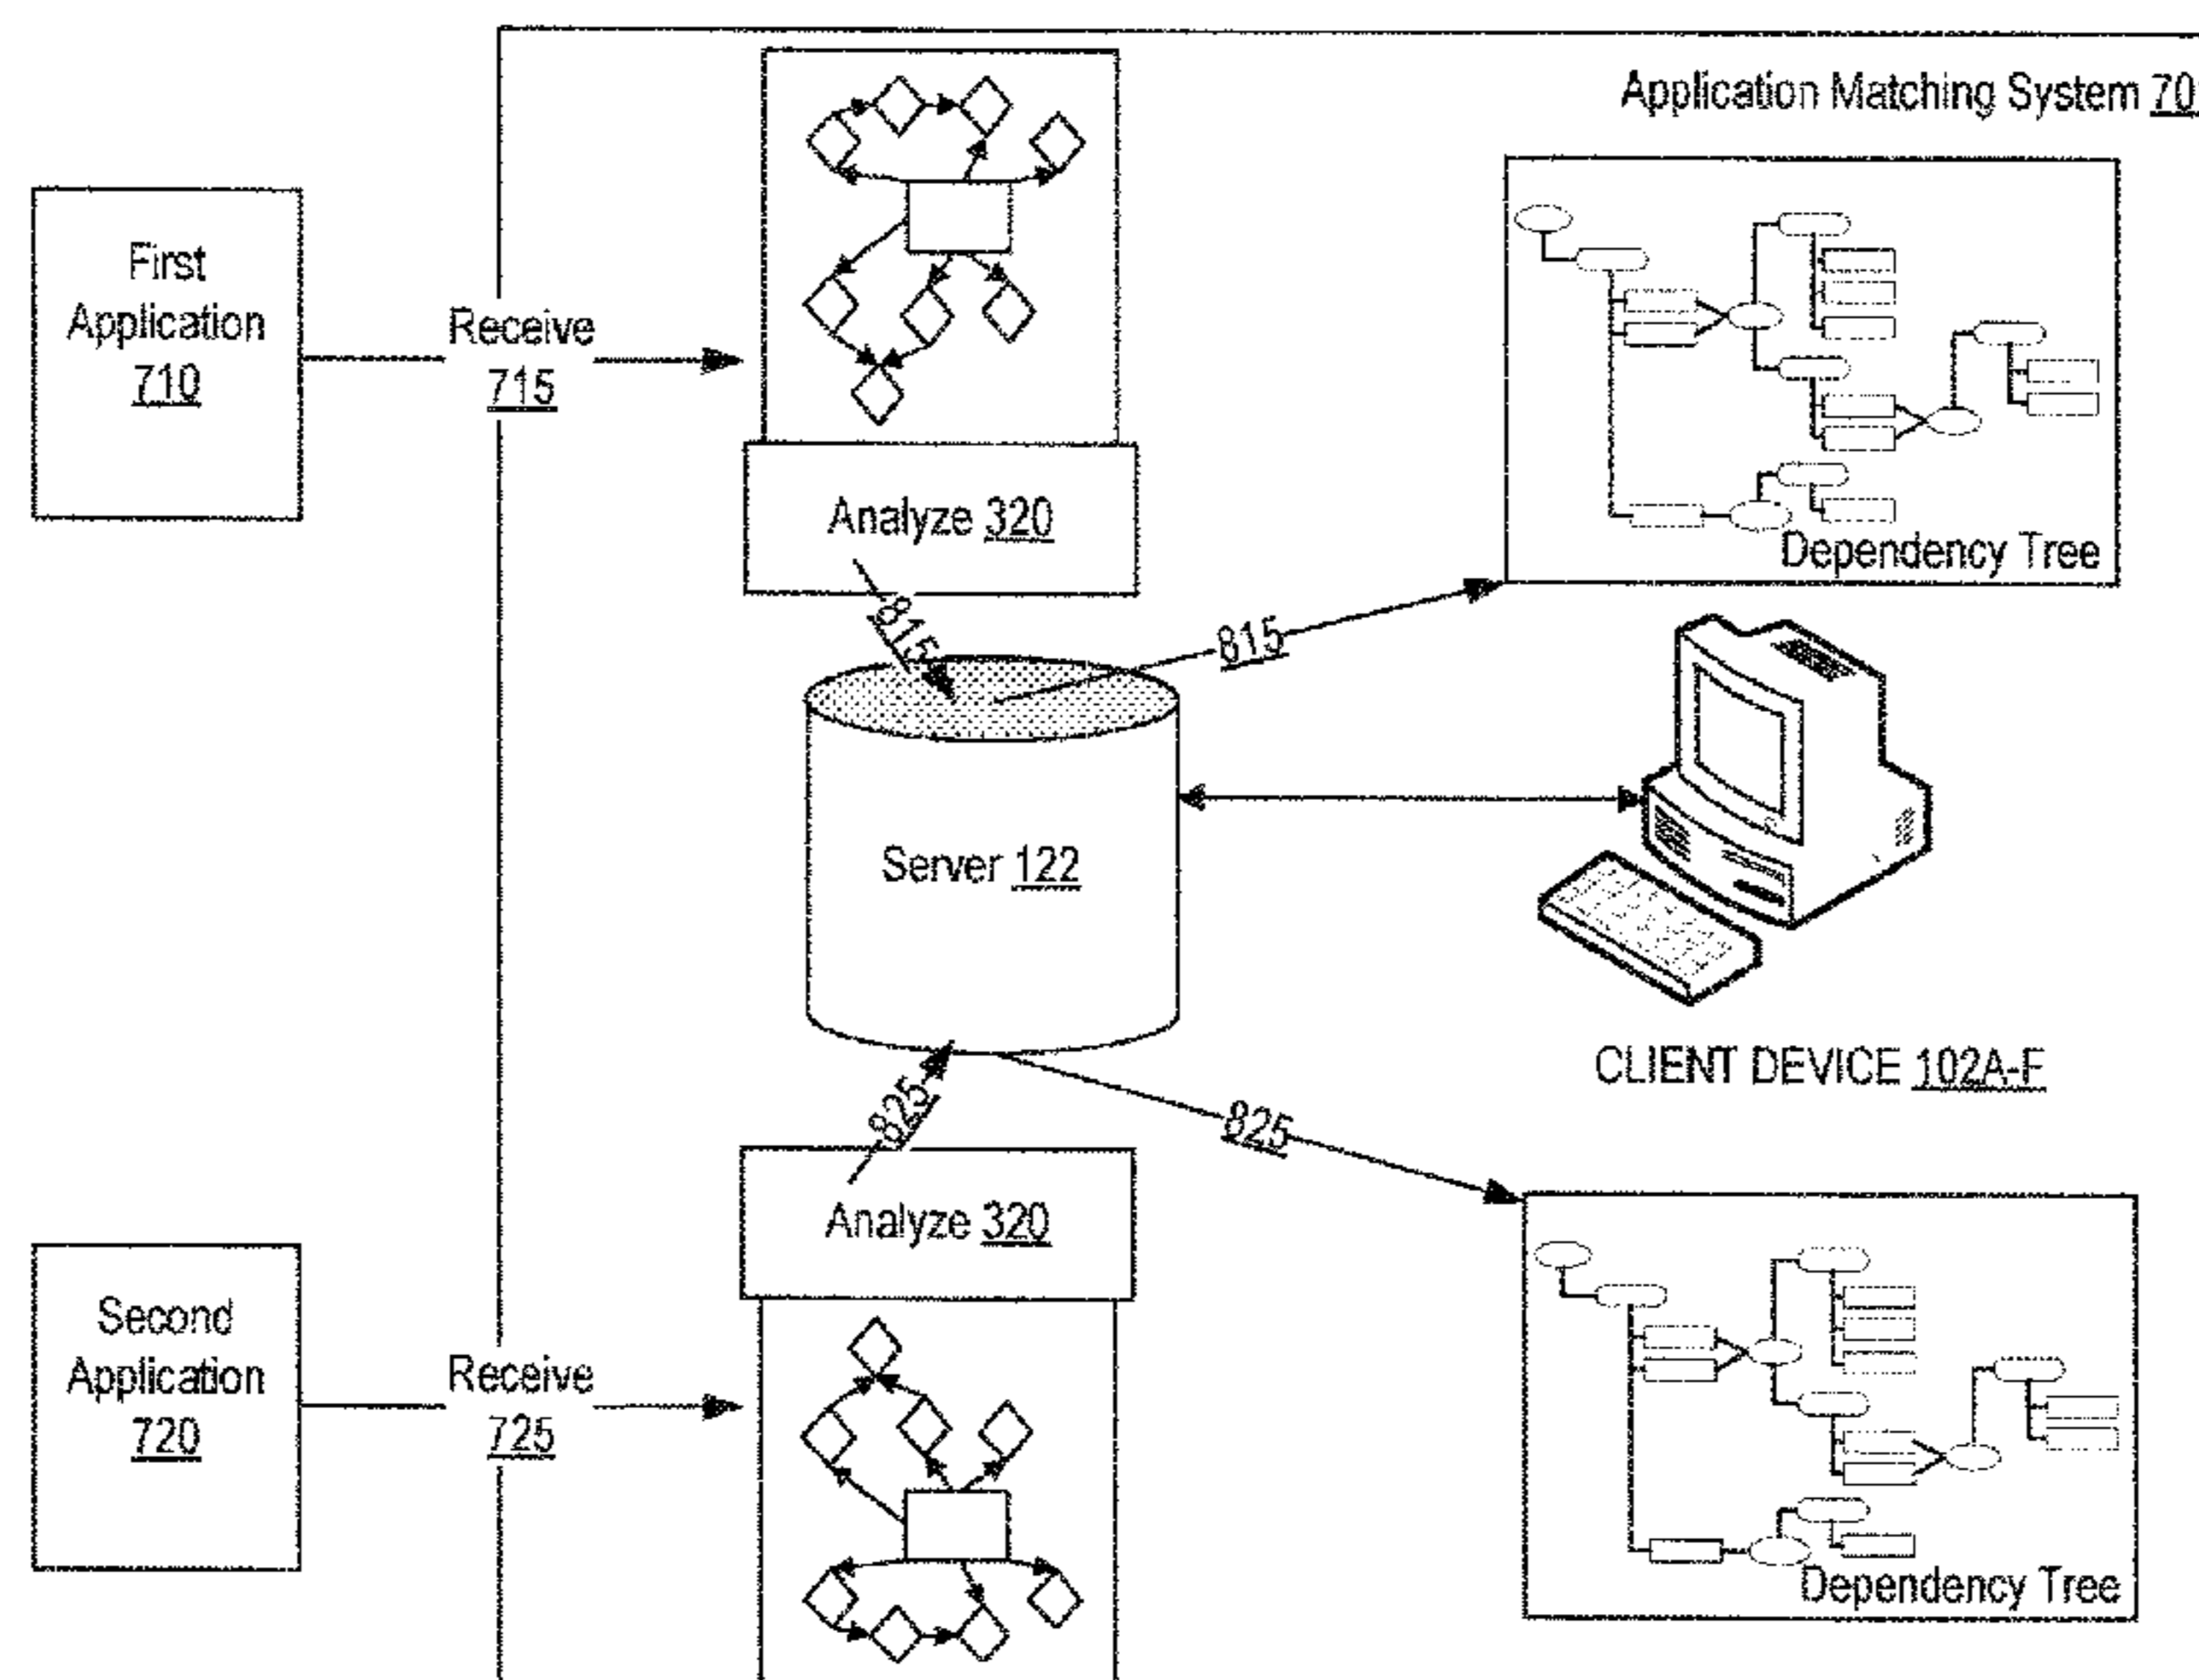 Application Matching System 70
First
Application
710
Receive
715
Analyze 320
Dependency Tree
815
815
Server 122
CLIENT DEVICE 102A-F
825
825
Analyze 320
Second
Application
720
Receive
725
Dependency Tree